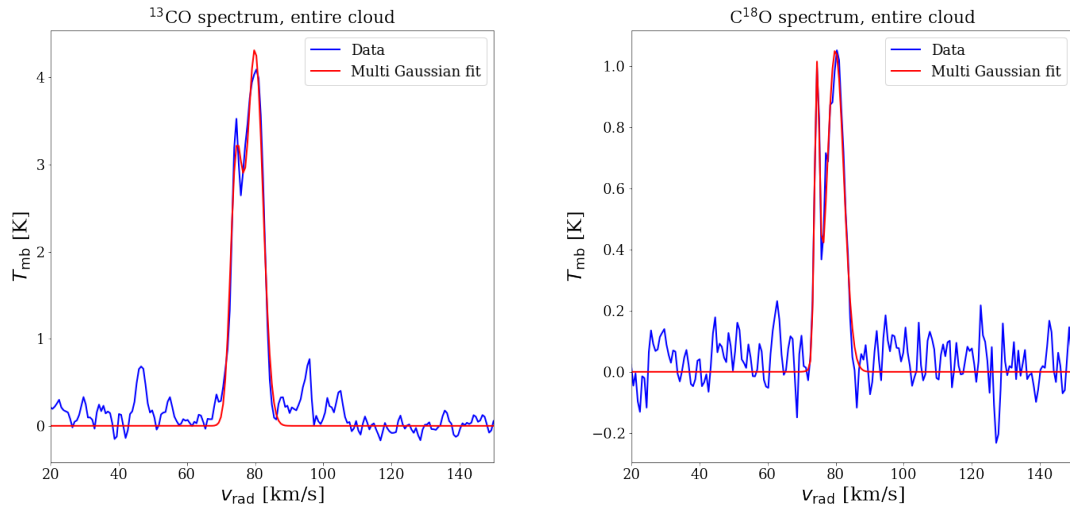 ¹³CO spectrum, entire cloud
Data
Multi Gaussian fit
T_mb [K]
4
3
2
1
0
20 40 60 80 100 120 140
v_rad [km/s]
C¹⁸O spectrum, entire cloud
Data
Multi Gaussian fit
T_mb [K]
1.0
0.8
0.6
0.4
0.2
0.0
−0.2
20 40 60 80 100 120 140
v_rad [km/s]